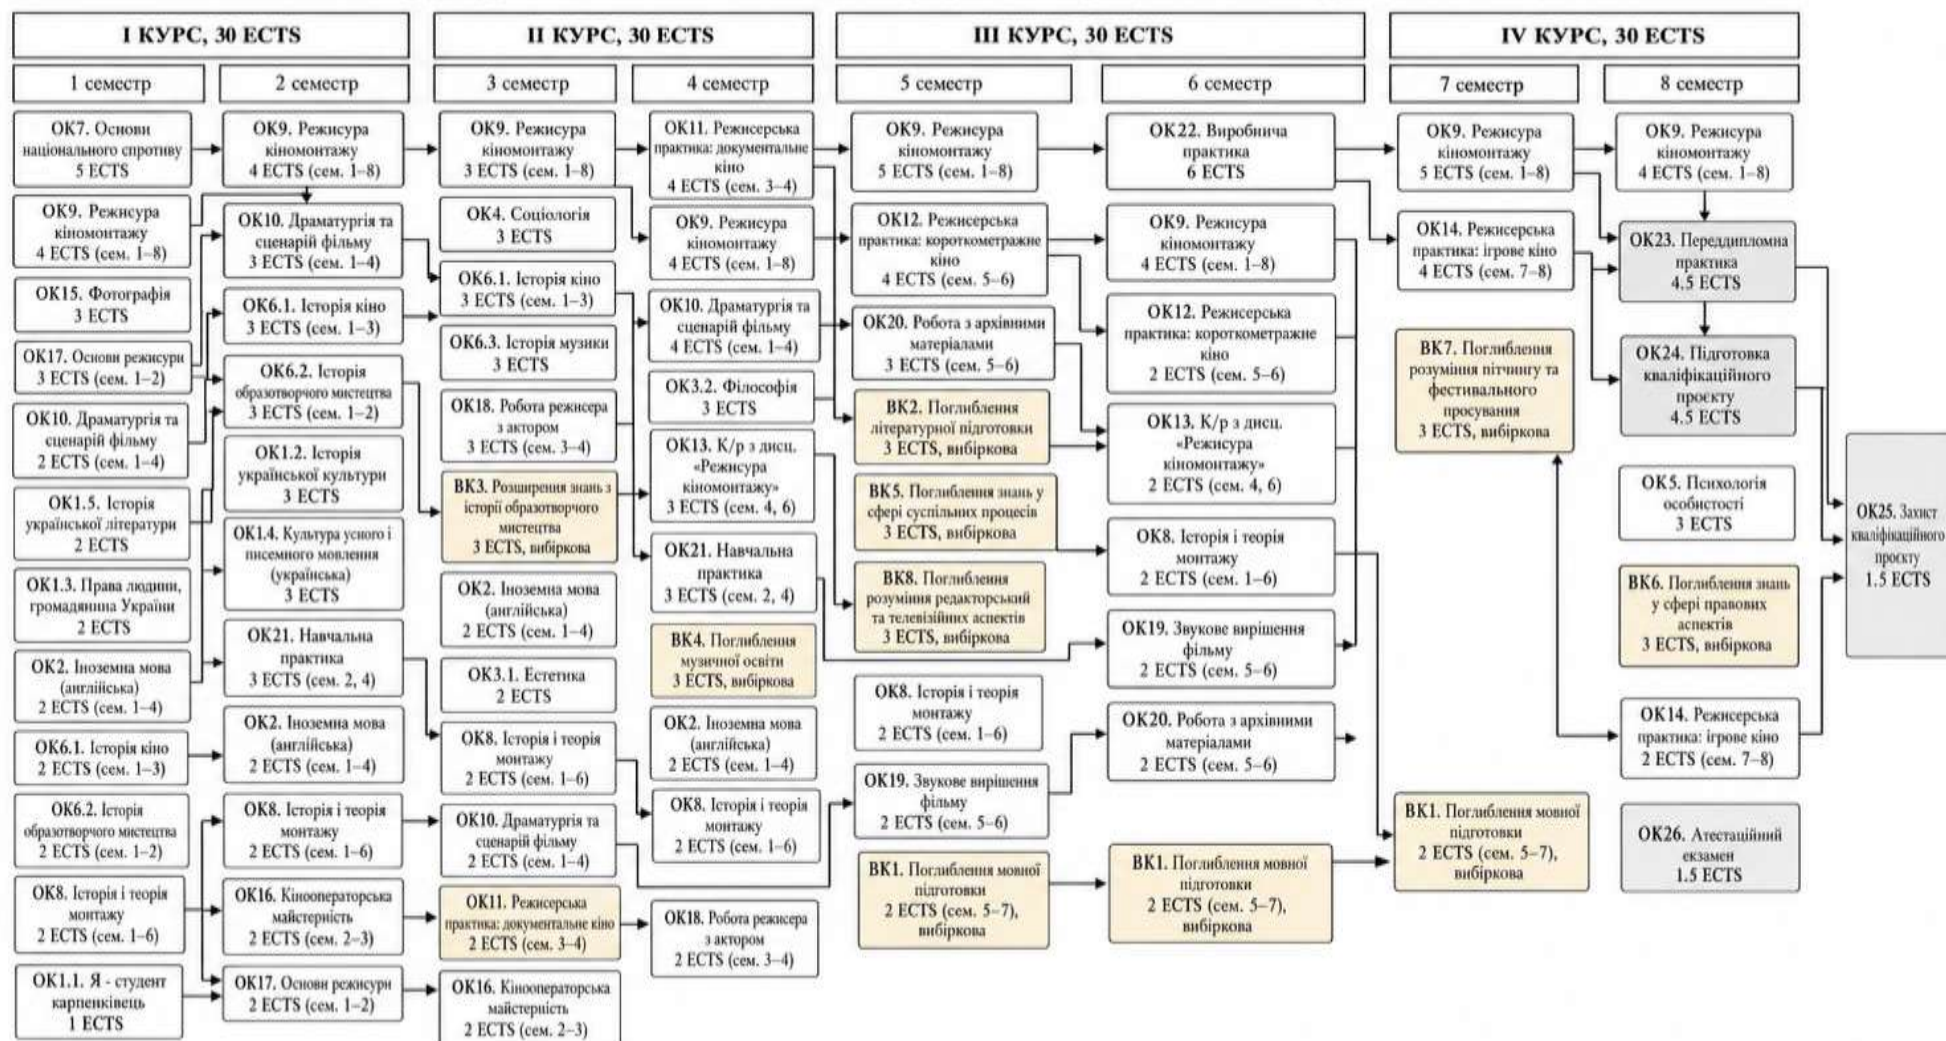 І КУРС, 30 ECTS
ІІ КУРС, 30 ECTS
ІІІ КУРС, 30 ECTS
IV КУРС, 30 ECTS
1 семестр
2 семестр
3 семестр
4 семестр
5 семестр
6 семестр
7 семестр
8 семестр
ОК7. Основи
національного спротиву
5 ECTS
ОК9. Режисура
кіномонтажу
4 ECTS (сем. 1–8)
ОК15. Фотографія
3 ECTS
ОК17. Основи режисури
3 ECTS (сем. 1–2)
ОК10. Драматургія та
сценарій фільму
2 ECTS (сем. 1–4)
ОК1.5. Історія
української літератури
2 ECTS
ОК1.3. Права людини,
громадянина України
2 ECTS
ОК2. Іноземна мова
(англійська)
2 ECTS (сем. 1–4)
ОК6.1. Історія кіно
2 ECTS (сем. 1–3)
ОК6.2. Історія
образотворчого мистецтва
2 ECTS (сем. 1–2)
ОК8. Історія і теорія
монтажу
2 ECTS (сем. 1–6)
ОК1.1. Я - студент
карпенківець
1 ECTS
ОК9. Режисура
кіномонтажу
4 ECTS (сем. 1–8)
ОК10. Драматургія та
сценарій фільму
3 ECTS (сем. 1–4)
ОК6.1. Історія кіно
3 ECTS (сем. 1–3)
ОК6.2. Історія
образотворчого мистецтва
3 ECTS (сем. 1–2)
ОК1.2. Історія
української культури
3 ECTS
ОК1.4. Культура усного і
писемного мовлення
(українська)
3 ECTS
ОК21. Навчальна
практика
3 ECTS (сем. 2, 4)
ОК2. Іноземна мова
(англійська)
2 ECTS (сем. 1–4)
ОК8. Історія і теорія
монтажу
2 ECTS (сем. 1–6)
ОК16. Кінооператорська
майстерність
2 ECTS (сем. 2–3)
ОК17. Основи режисури
2 ECTS (сем. 1–2)
ОК9. Режисура
кіномонтажу
3 ECTS (сем. 1–8)
ОК4. Соціологія
3 ECTS
ОК6.1. Історія кіно
3 ECTS (сем. 1–3)
ОК6.3. Історія музики
3 ECTS
ОК18. Робота режисера
з актором
3 ECTS (сем. 3–4)
ВК3. Розширення знань з
історії образотворчого
мистецтва
3 ECTS, вибіркова
ОК2. Іноземна мова
(англійська)
2 ECTS (сем. 1–4)
ОК3.1. Естетика
2 ECTS
ОК8. Історія і теорія
монтажу
2 ECTS (сем. 1–6)
ОК10. Драматургія та
сценарій фільму
2 ECTS (сем. 1–4)
ОК11. Режисерська
практика: документальне кіно
2 ECTS (сем. 3–4)
ОК16. Кінооператорська
майстерність
2 ECTS (сем. 2–3)
ОК11. Режисерська
практика: документальне
кіно
4 ECTS (сем. 3–4)
ОК9. Режисура
кіномонтажу
4 ECTS (сем. 1–8)
ОК10. Драматургія та
сценарій фільму
4 ECTS (сем. 1–4)
ОК3.2. Філософія
3 ECTS
ОК13. К/р з дисц.
«Режисура
кіномонтажу»
3 ECTS (сем. 4, 6)
ОК21. Навчальна
практика
3 ECTS (сем. 2, 4)
ВК4. Поглиблення
музичної освіти
3 ECTS, вибіркова
ОК2. Іноземна мова
(англійська)
2 ECTS (сем. 1–4)
ОК8. Історія і теорія
монтажу
2 ECTS (сем. 1–6)
ОК18. Робота режисера
з актором
2 ECTS (сем. 3–4)
ОК9. Режисура
кіномонтажу
5 ECTS (сем. 1–8)
ОК12. Режисерська
практика: короткометражне
кіно
4 ECTS (сем. 5–6)
ОК20. Робота з архівними
матеріалами
3 ECTS (сем. 5–6)
ВК2. Поглиблення
літературної підготовки
3 ECTS, вибіркова
ВК5. Поглиблення знань у
сфері суспільних процесів
3 ECTS, вибіркова
ВК8. Поглиблення
розуміння редакторський
та телевізійних аспектів
3 ECTS, вибіркова
ОК8. Історія і теорія
монтажу
2 ECTS (сем. 1–6)
ОК19. Звукове вирішення
фільму
2 ECTS (сем. 5–6)
ВК1. Поглиблення мовної
підготовки
2 ECTS (сем. 5–7),
вибіркова
ОК22. Виробнича
практика
6 ECTS
ОК9. Режисура
кіномонтажу
4 ECTS (сем. 1–8)
ОК12. Режисерська
практика: короткометражне
кіно
2 ECTS (сем. 5–6)
ОК13. К/р з дисц.
«Режисура
кіномонтажу»
2 ECTS (сем. 4, 6)
ОК8. Історія і теорія
монтажу
2 ECTS (сем. 1–6)
ОК19. Звукове вирішення
фільму
2 ECTS (сем. 5–6)
ОК20. Робота з архівними
матеріалами
2 ECTS (сем. 5–6)
ВК1. Поглиблення мовної
підготовки
2 ECTS (сем. 5–7),
вибіркова
ОК9. Режисура
кіномонтажу
5 ECTS (сем. 1–8)
ОК14. Режисерська
практика: ігрове кіно
4 ECTS (сем. 7–8)
ВК7. Поглиблення
розуміння пітчингу та
фестивального
просування
3 ECTS, вибіркова
ВК1. Поглиблення мовної
підготовки
2 ECTS (сем. 5–7),
вибіркова
ОК9. Режисура
кіномонтажу
4 ECTS (сем. 1–8)
ОК23. Переддипломна
практика
4.5 ECTS
ОК24. Підготовка
кваліфікаційного
проєкту
4.5 ECTS
ОК5. Психологія
особистості
3 ECTS
ВК6. Поглиблення знань
у сфері правових
аспектів
3 ECTS, вибіркова
ОК14. Режисерська
практика: ігрове кіно
2 ECTS (сем. 7–8)
ОК26. Атестаційний
екзамен
1.5 ECTS
ОК25. Захист
кваліфікаційного
проєкту
1.5 ECTS